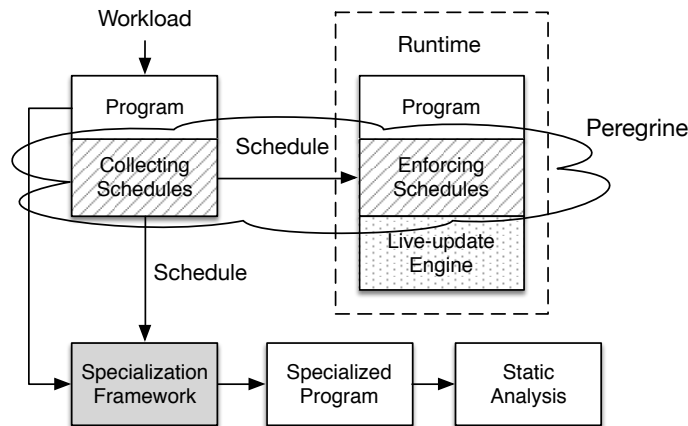 Workload
Runtime
Program
Program
Peregrine
Schedule
Collecting
Schedules
Enforcing
Schedules
Live-update
Engine
Schedule
Specialization
Framework
Specialized
Program
Static
Analysis